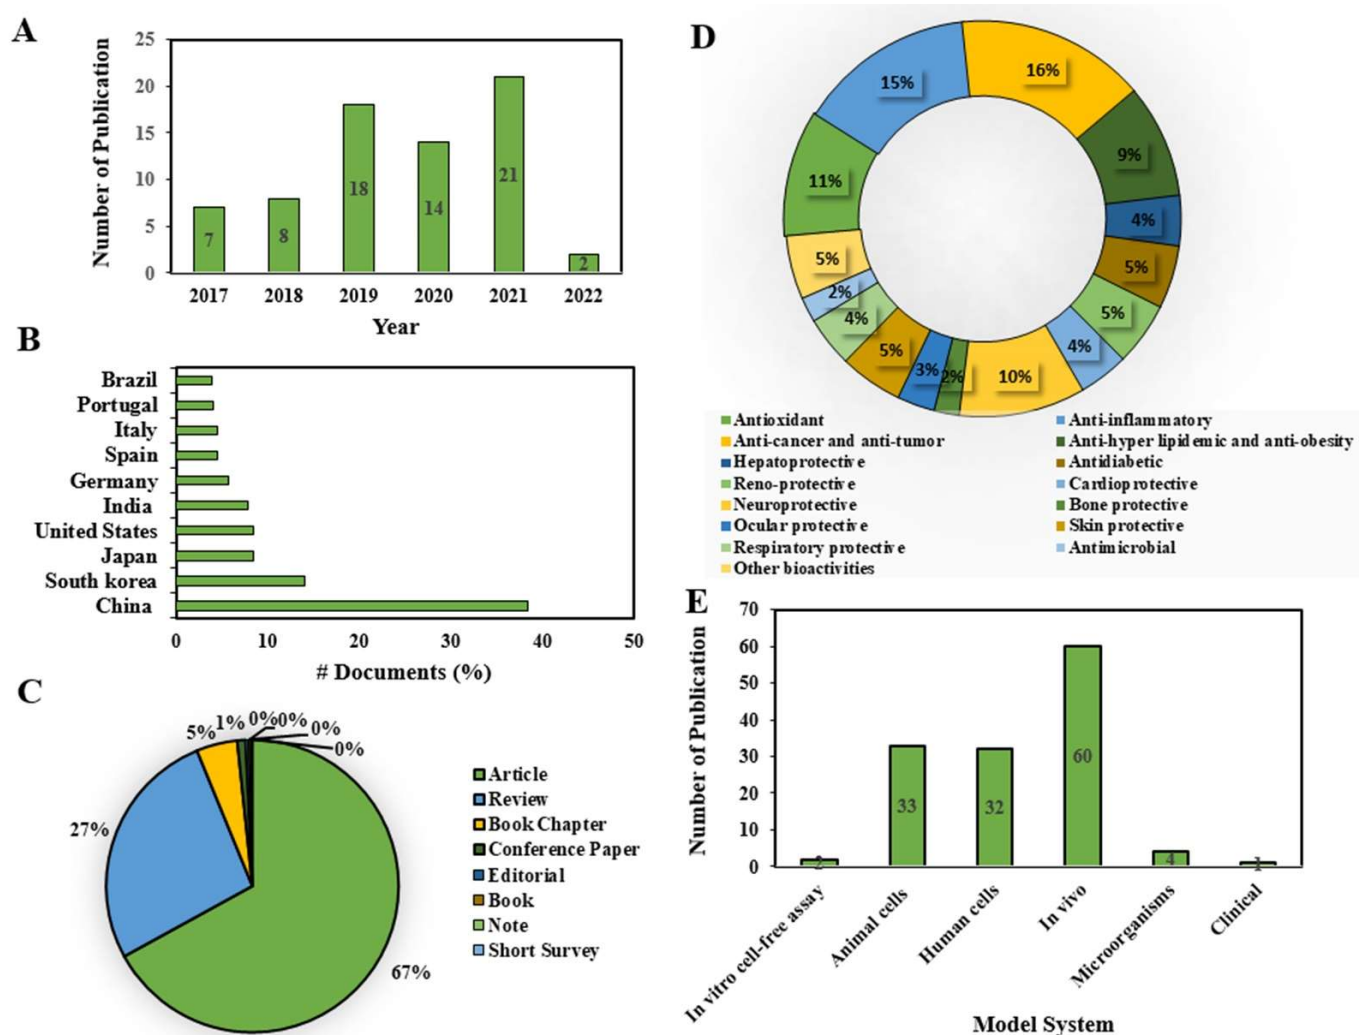 A
25
20
15
10
5
0
Number of Publication
7
8
18
14
21
2
2017 2018 2019 2020 2021 2022
Year
B
Brazil
Portugal
Italy
Spain
Germany
India
United States
Japan
South korea
China
0 10 20 30 40 50
# Documents (%)
C
5% 1% 0% 0% 0%
0%
27%
67%
Article
Review
Book Chapter
Conference Paper
Editorial
Book
Note
Short Survey
D
16%
15%
9%
11%
4%
5%
5%
2%
5%
4%
4%
5%
3%
2%
10%
Antioxidant Anti-inflammatory
Anti-cancer and anti-tumor Anti-hyper lipidemic and anti-obesity
Hepatoprotective Antidiabetic
Reno-protective Cardioprotective
Neuroprotective Bone protective
Ocular protective Skin protective
Respiratory protective Antimicrobial
Other bioactivities
E
70
60
50
40
30
20
10
0
Number of Publication
2
33
32
60
4
1
In vitro cell-free assay
Animal cells
Human cells
In vivo
Microorganisms
Clinical
Model System